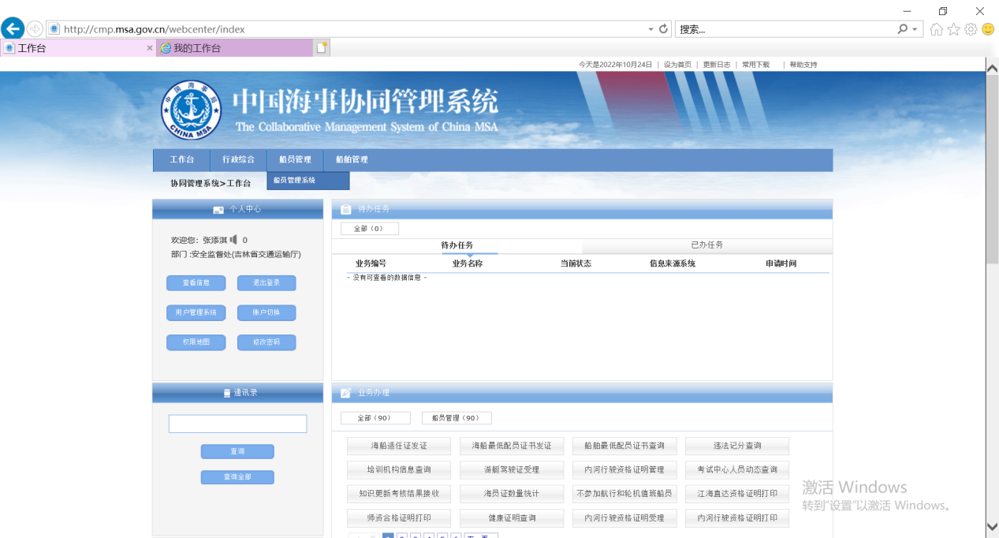 http://cmp.msa.gov.cn/webcenter/index
搜索...
工作台
我的工作台
今天是2022年10月24日 | 设为首页 | 更新日志 | 常用下载 | 帮助支持
中国海事局
CHINA MSA
中国海事协同管理系统
The Collaborative Management System of China MSA
工作台 行政综合 船员管理 船舶管理
船员管理系统
协同管理系统>工作台
个人中心
欢迎您: 张添淇 0
部门 :安全监督处(吉林省交通运输厅)
查看信息 退出登录
用户管理系统 账户切换
权限地图 修改密码
待办任务
全部（0）
待办任务 已办任务
业务编号 业务名称 当前状态 信息来源系统 申请时间
- 没有可查看的数据信息 -
通讯录
查询
查询全部
业务办理
全部（90） 船员管理（90）
海船适任证发证 海船最低配员证书发证 船舶最低配员证书查询 违法记分查询
培训机构信息查询 游艇驾驶证受理 内河行驶资格证明管理 考试中心人员动态查询
知识更新考核结果接收 海员证数量统计 不参加航行和轮机值班船员 江海直达资格证明打印
师资合格证明打印 健康证明查询 内河行驶资格证明受理 内河行驶资格证明打印
激活 Windows
转到"设置"以激活 Windows。